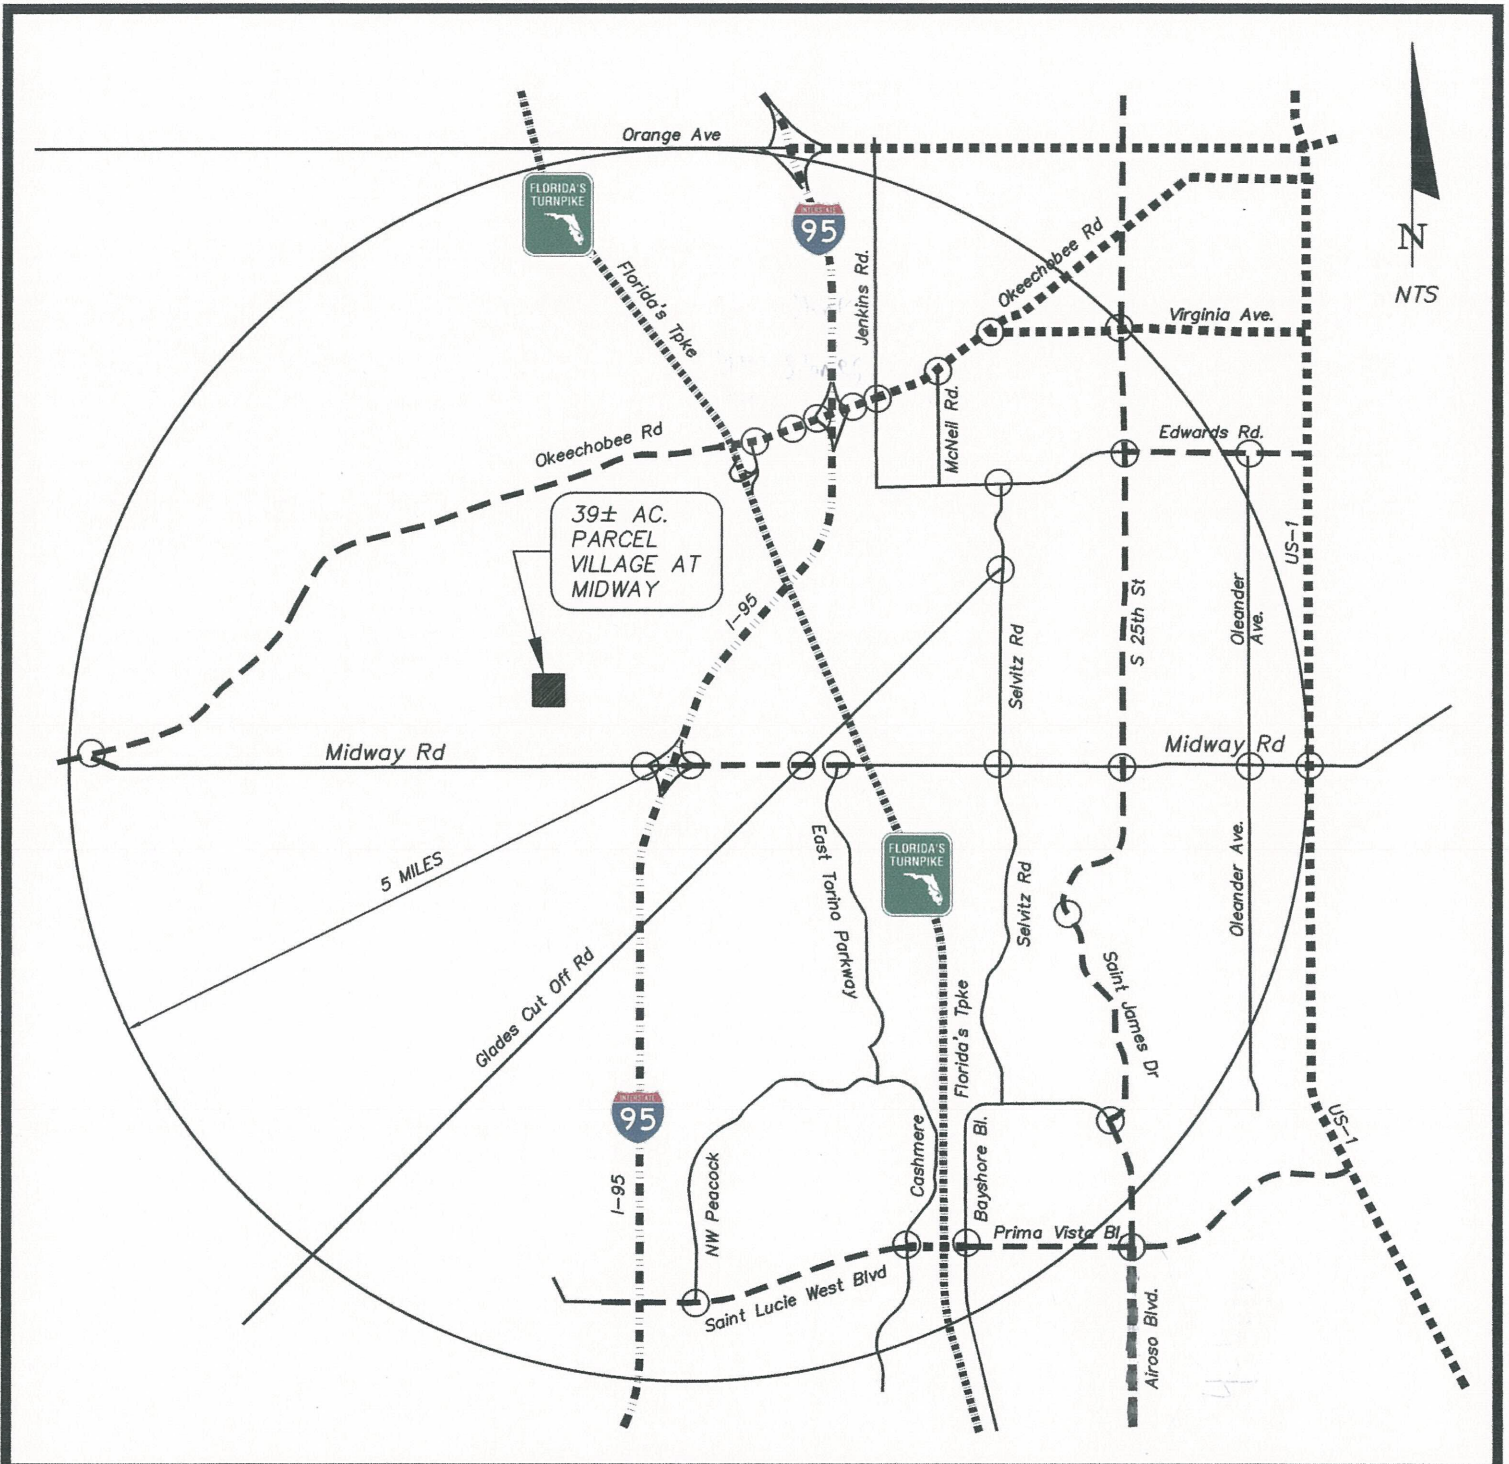 Orange Ave
FLORIDA'S
TURNPIKE
INTERSTATE
95
N
NTS
Florida's Tpke
Jenkins Rd.
Okeechobee Rd
Virginia Ave.
McNeil Rd.
Edwards Rd.
Okeechobee Rd
39± AC.
PARCEL
VILLAGE AT
MIDWAY
I-95
US-1
S 25th St
Oleander
Ave.
Selvitz Rd
Midway Rd
Midway Rd
5 MILES
East Torino Parkway
FLORIDA'S
TURNPIKE
Selvitz Rd
Oleander Ave.
Glades Cut Off Rd
Saint James Dr
Florida's Tpke
INTERSTATE
95
I-95
NW Peacock
Cashmere
Bayshore Bl.
US-1
Prima Vista Bl.
Saint Lucie West Blvd
Airoso Blvd.